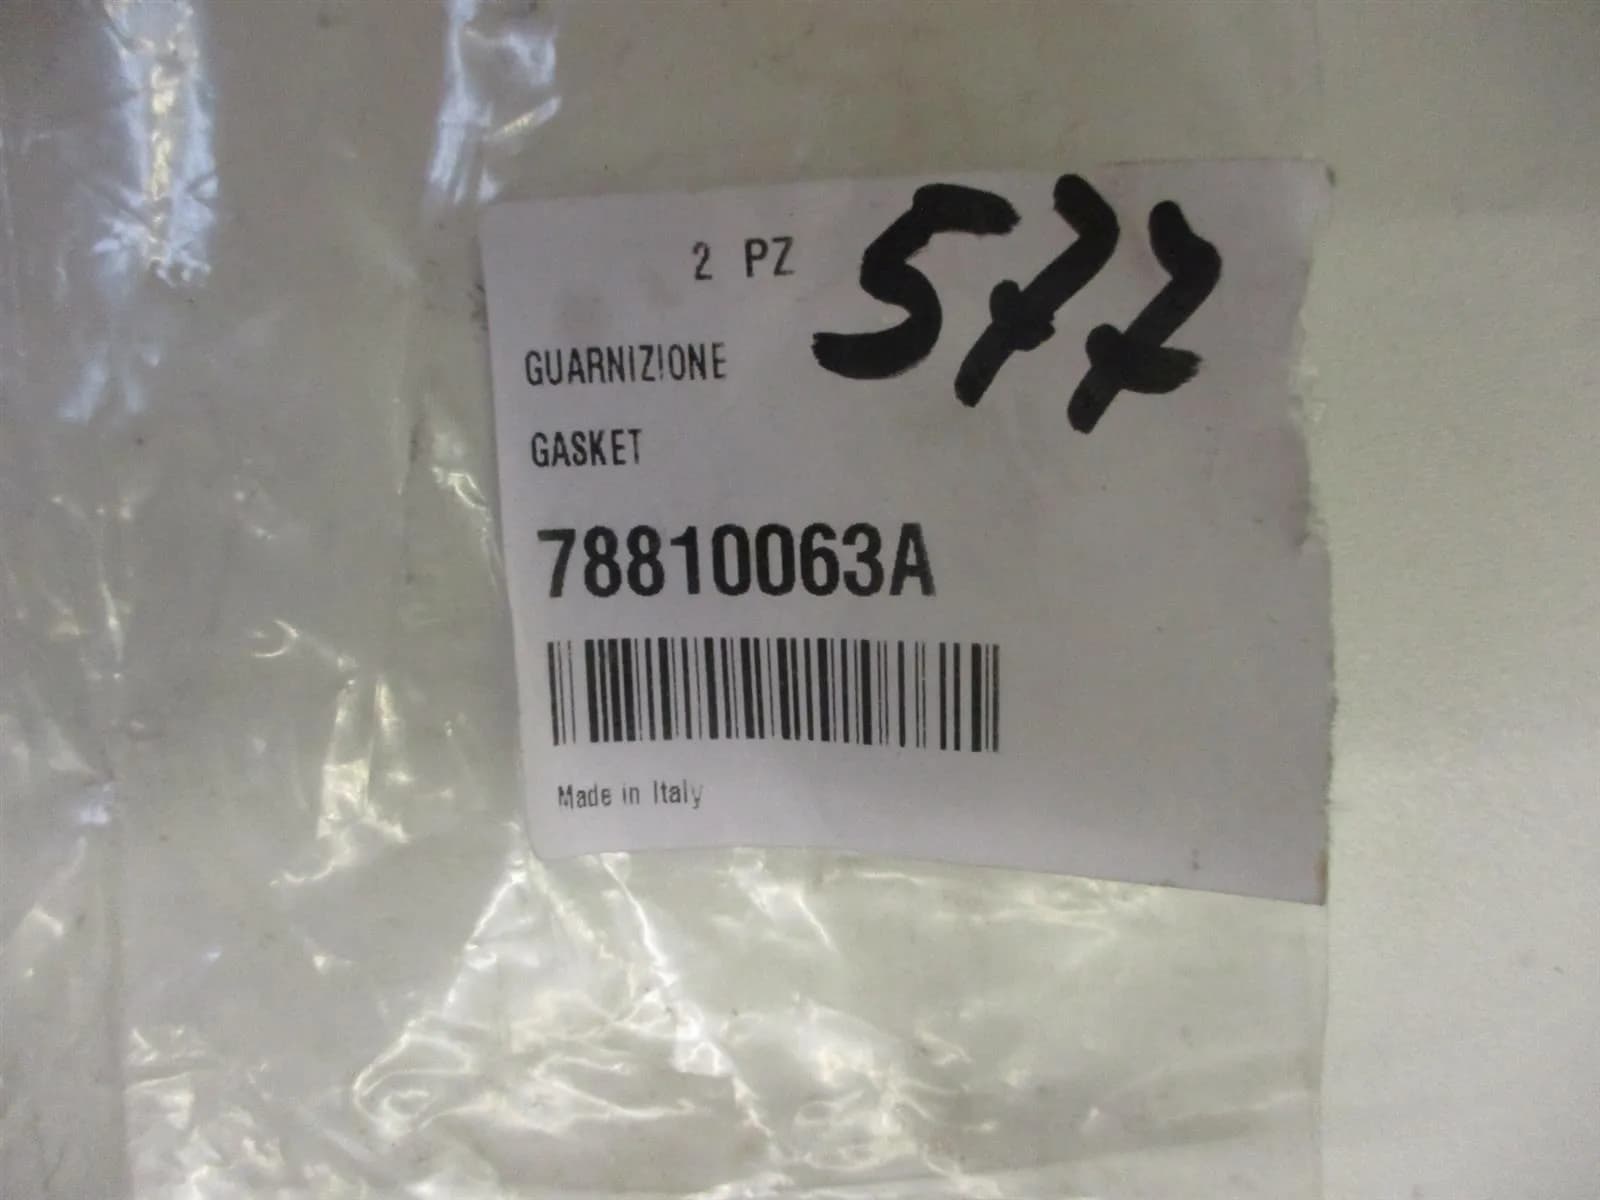 2 PZ
577
GUARNIZIONE
GASKET
78810063A
Made in Italy